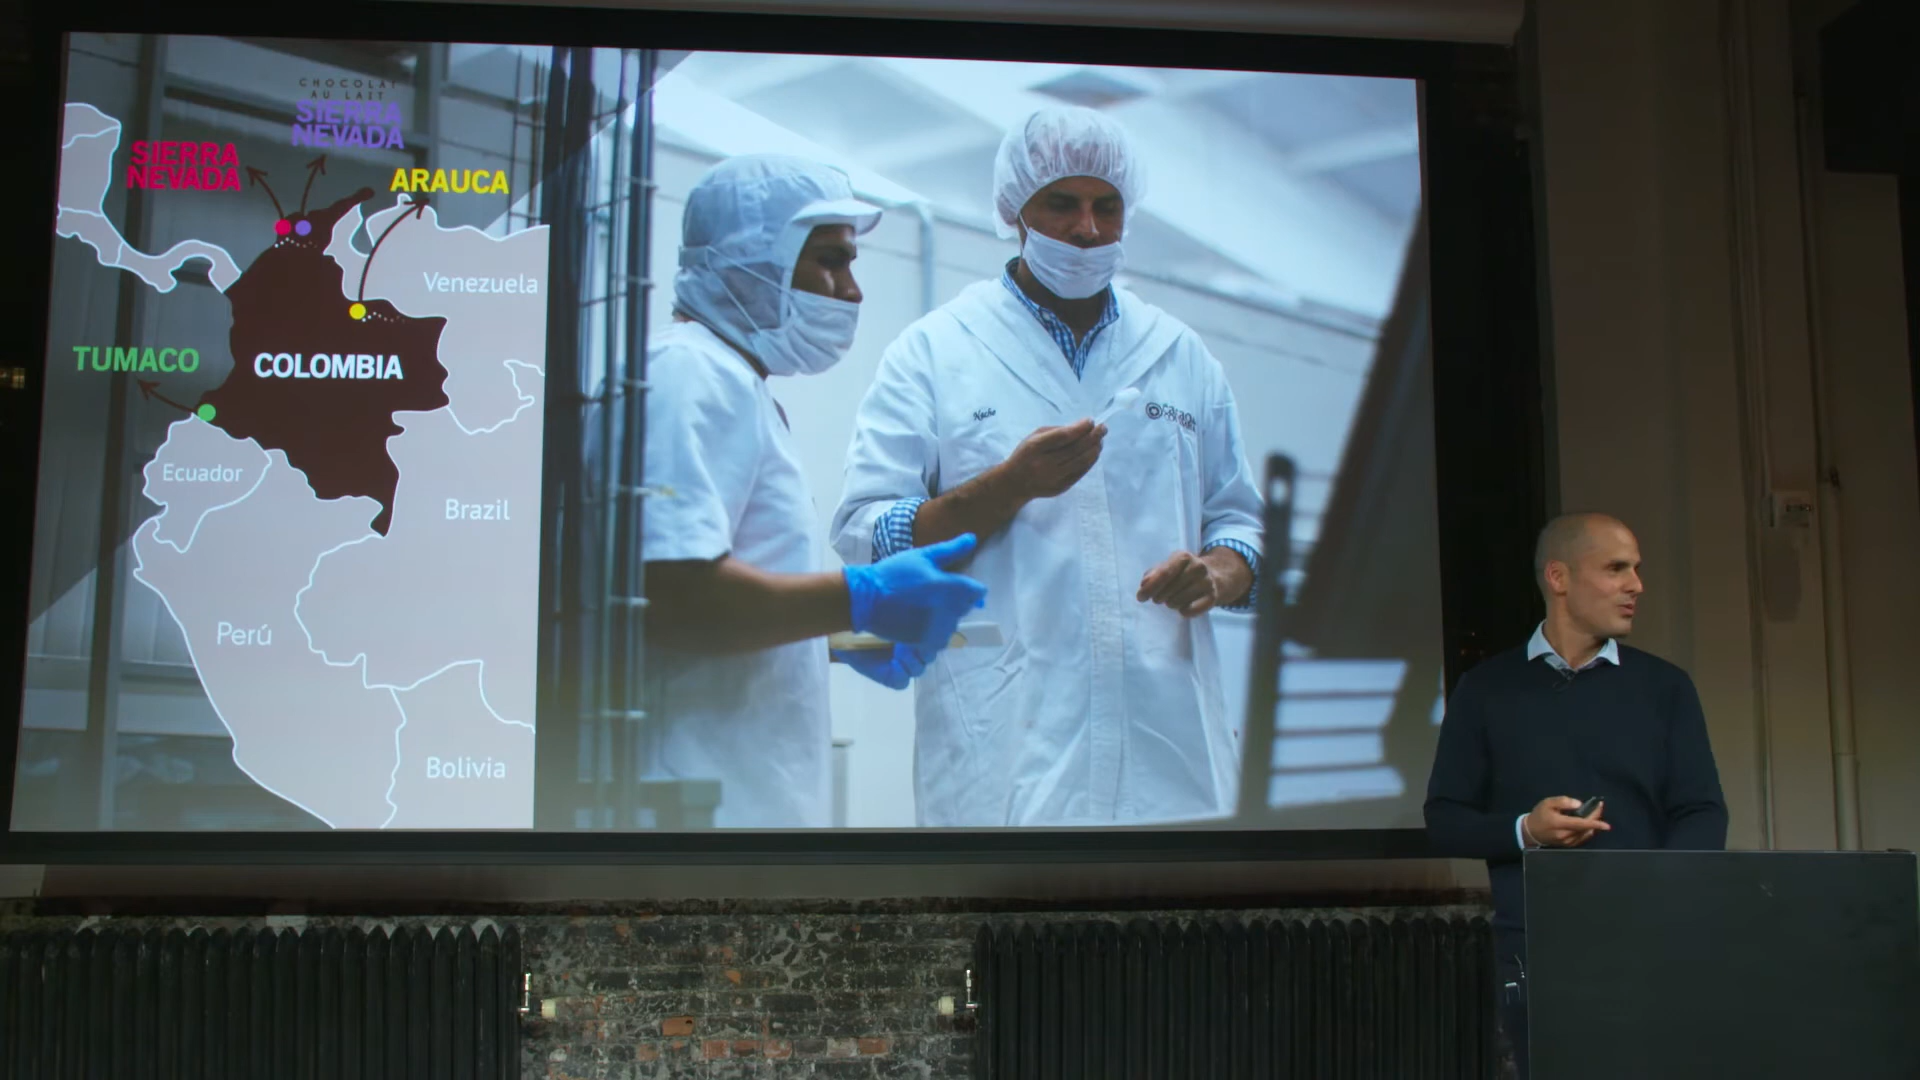 CHOCOLAT
AU LAIT
SIERRA
NEVADA
SIERRA
NEVADA
ARAUCA
Venezuela
TUMACO
COLOMBIA
Ecuador
Brazil
Perú
Bolivia
Nacho